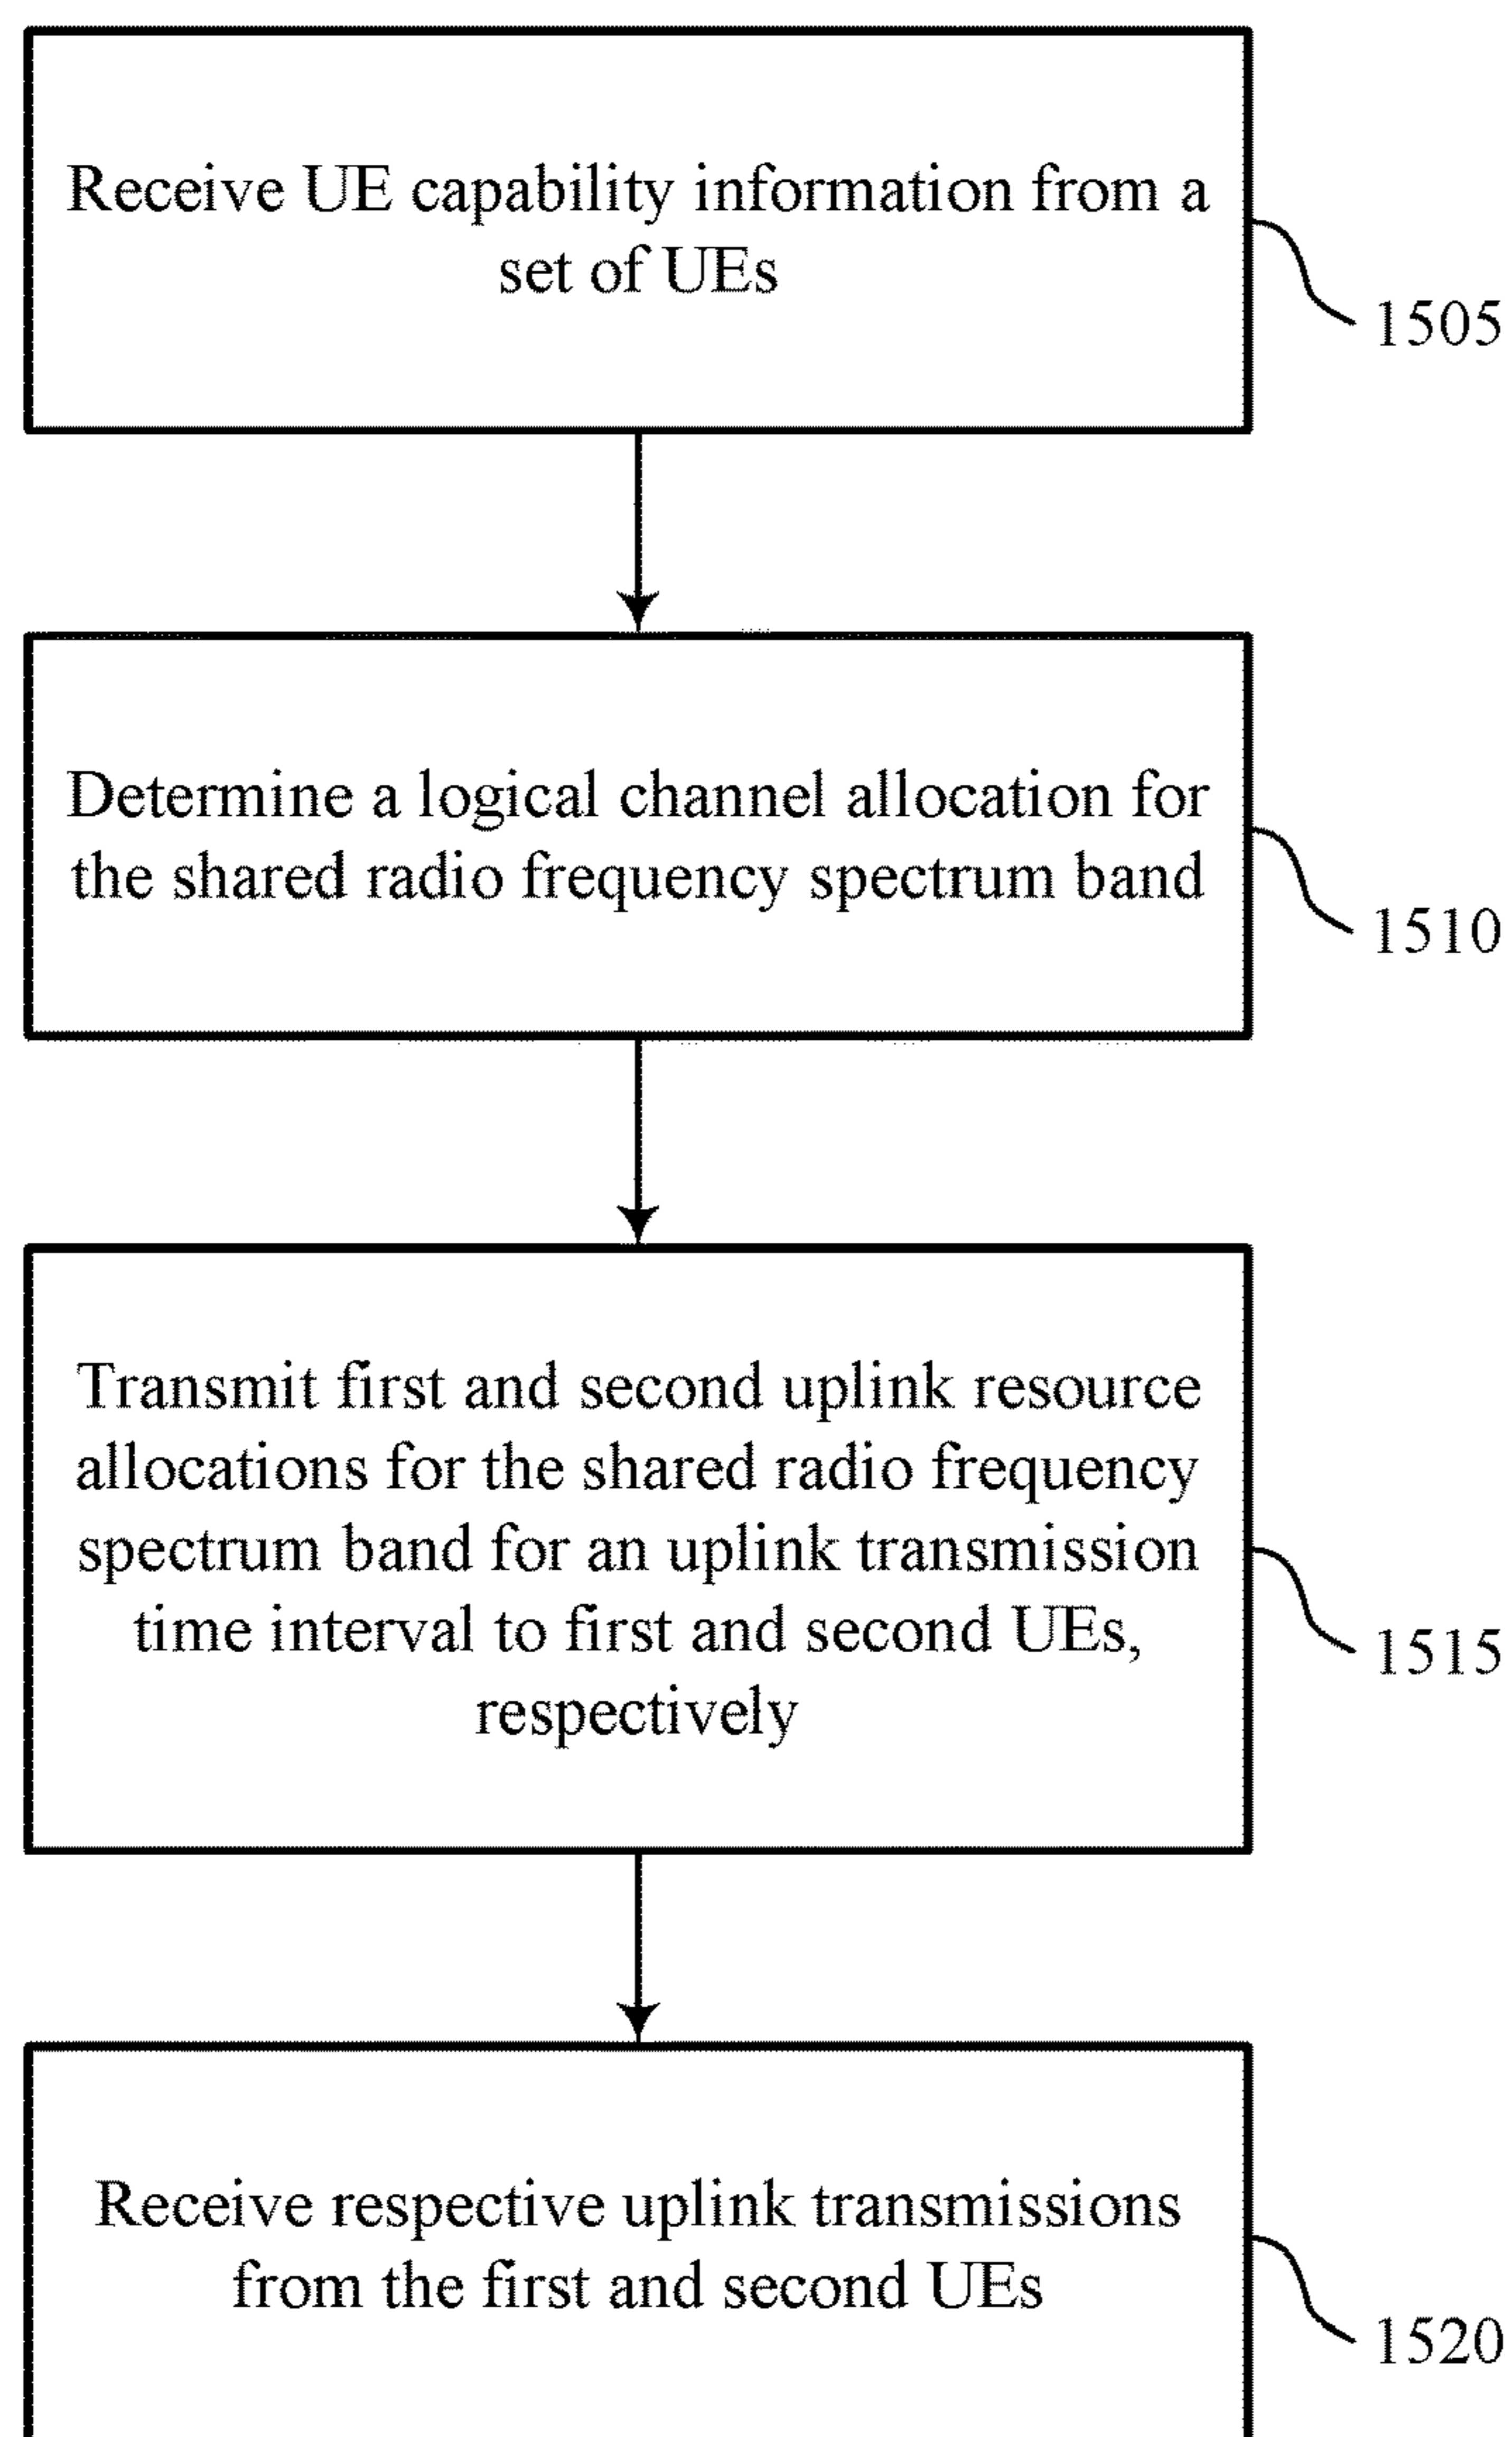 Receive UE capability information from a
set of UEs
1505
Determine a logical channel allocation for
the shared radio frequency spectrum band
1510
Transmit first and second uplink resource
allocations for the shared radio frequency
spectrum band for an uplink transmission
time interval to first and second UEs,
respectively
1515
Receive respective uplink transmissions
from the first and second UEs
1520